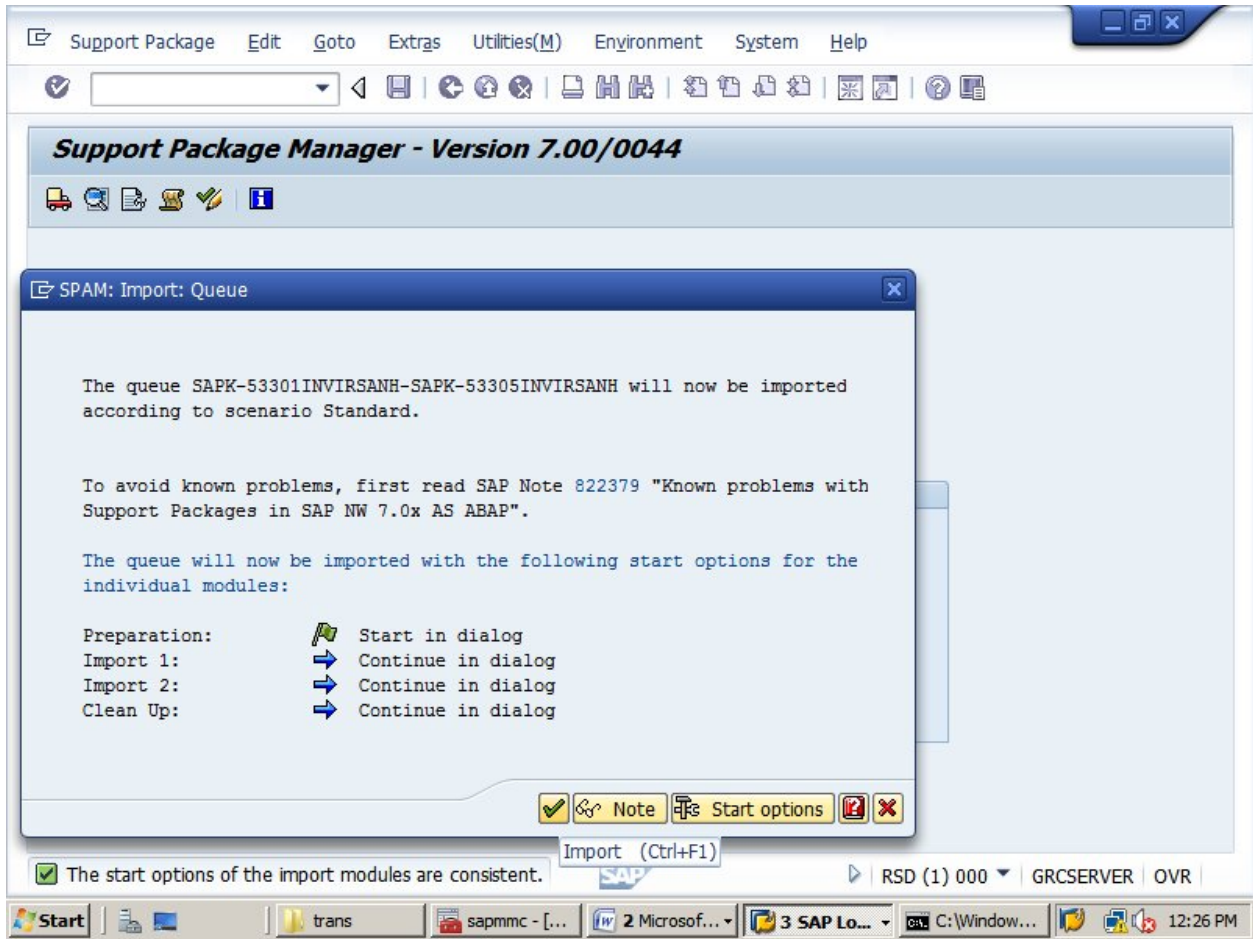 Support Package Edit Goto Extras Utilities(M) Environment System Help
Support Package Manager - Version 7.00/0044
SPAM: Import: Queue
The queue SAPK-53301INVIRSANH-SAPK-53305INVIRSANH will now be imported
according to scenario Standard.
To avoid known problems, first read SAP Note 822379 "Known problems with
Support Packages in SAP NW 7.0x AS ABAP".
The queue will now be imported with the following start options for the
individual modules:
Preparation: Start in dialog
Import 1: Continue in dialog
Import 2: Continue in dialog
Clean Up: Continue in dialog
Note Start options
Import (Ctrl+F1)
The start options of the import modules are consistent. SAP RSD (1) 000 GRCSERVER OVR
Start trans sapmmc - [... 2 Microsof... 3 SAP Lo... C:\Window... 12:26 PM